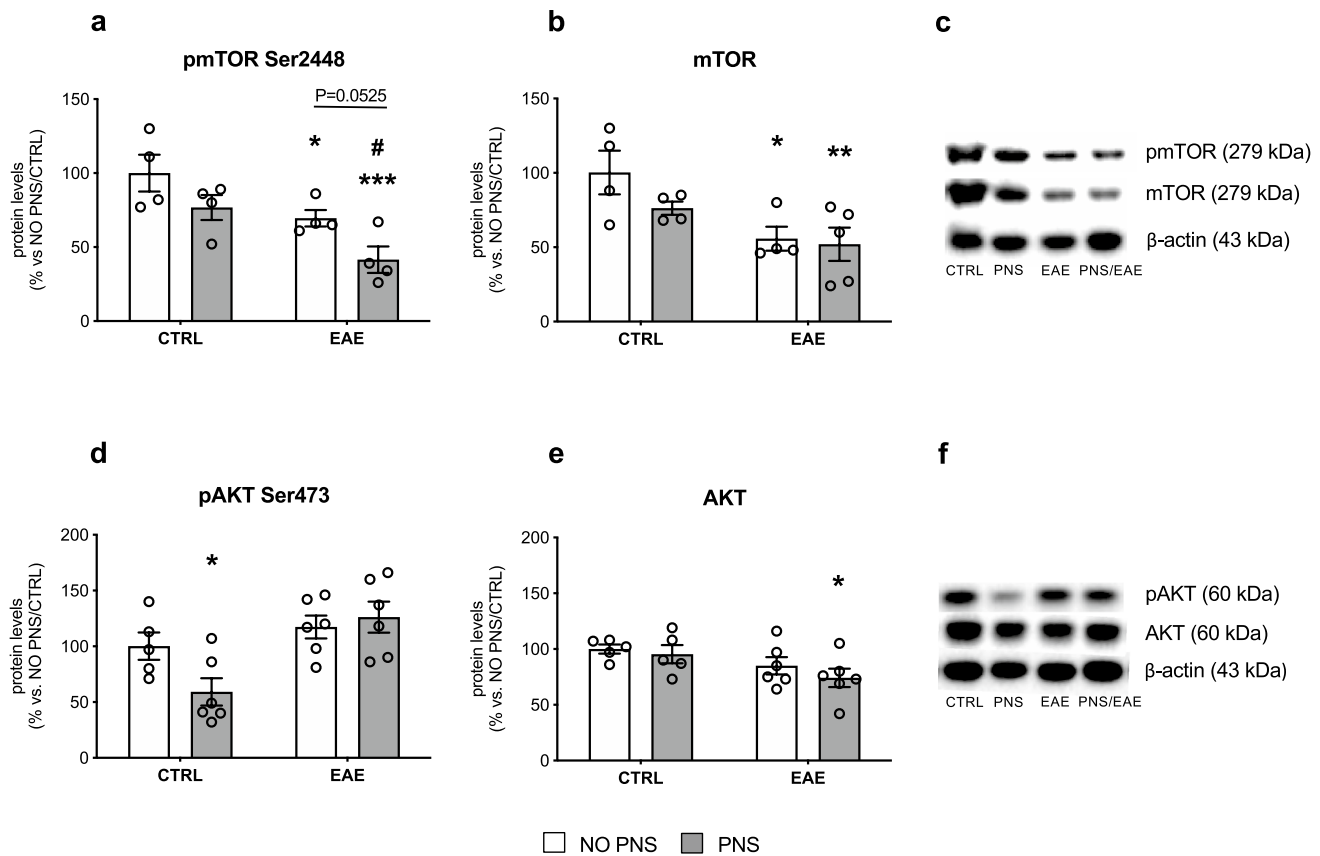 a
pmTOR Ser2448
protein levels
(% vs. NO PNS/CTRL)
150
100
50
0
P=0.0525
*
#
***
CTRL
EAE
b
mTOR
protein levels
(% vs. NO PNS/CTRL)
150
100
50
0
*
**
CTRL
EAE
c
pmTOR (279 kDa)
mTOR (279 kDa)
β-actin (43 kDa)
CTRL PNS EAE PNS/EAE
d
pAKT Ser473
protein levels
(% vs. NO PNS/CTRL)
200
150
100
50
0
*
CTRL
EAE
e
AKT
protein levels
(% vs. NO PNS/CTRL)
200
150
100
50
0
*
CTRL
EAE
f
pAKT (60 kDa)
AKT (60 kDa)
β-actin (43 kDa)
CTRL PNS EAE PNS/EAE
NO PNS
PNS